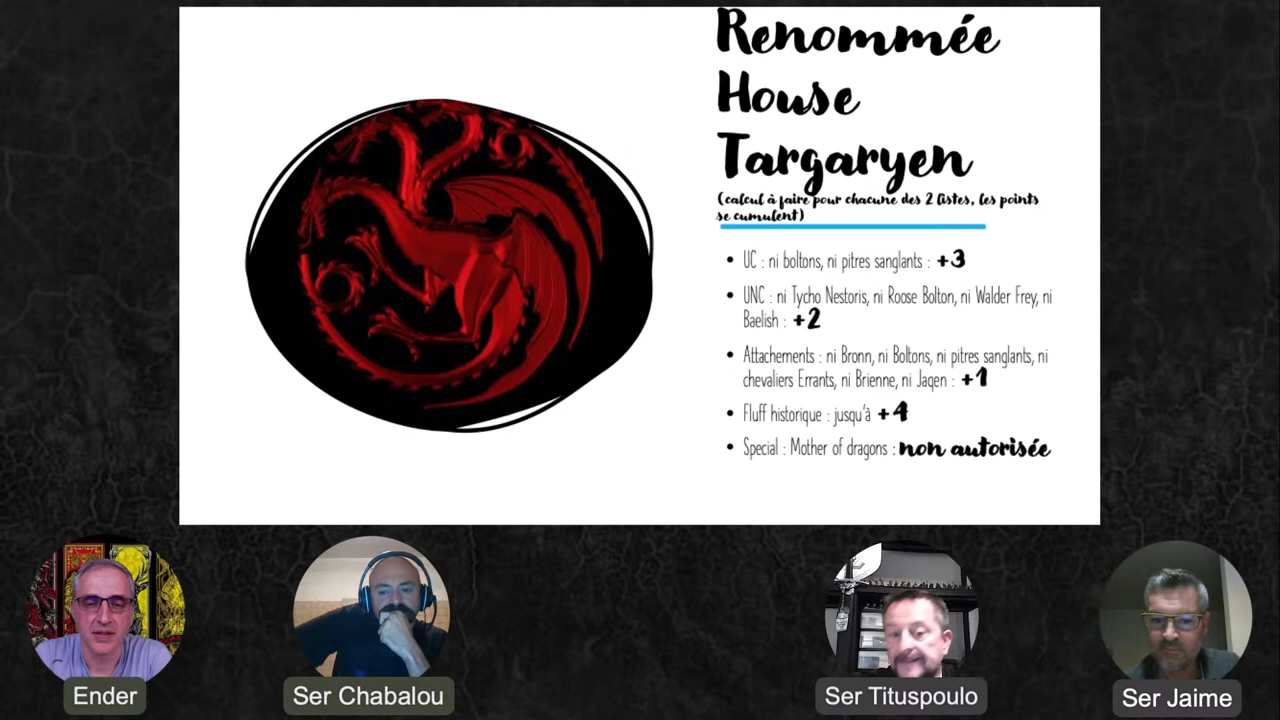 Renommée
House
Targaryen
(calcul à faire pour chacune des 2 listes, les points
se cumulent)
• UC : ni boltons, ni pitres sanglants : +3
• UNC : ni Tycho Nestoris, ni Roose Bolton, ni Walder Frey, ni
Baelish : +2
• Attachements : ni Bronn, ni Boltons, ni pitres sanglants, ni
chevaliers Errants, ni Brienne, ni Jaqen : +1
• Fluff historique : jusqu'à +4
• Special : Mother of dragons : non autorisée
Ender
Ser Chabalou
Ser Tituspoulo
Ser Jaime